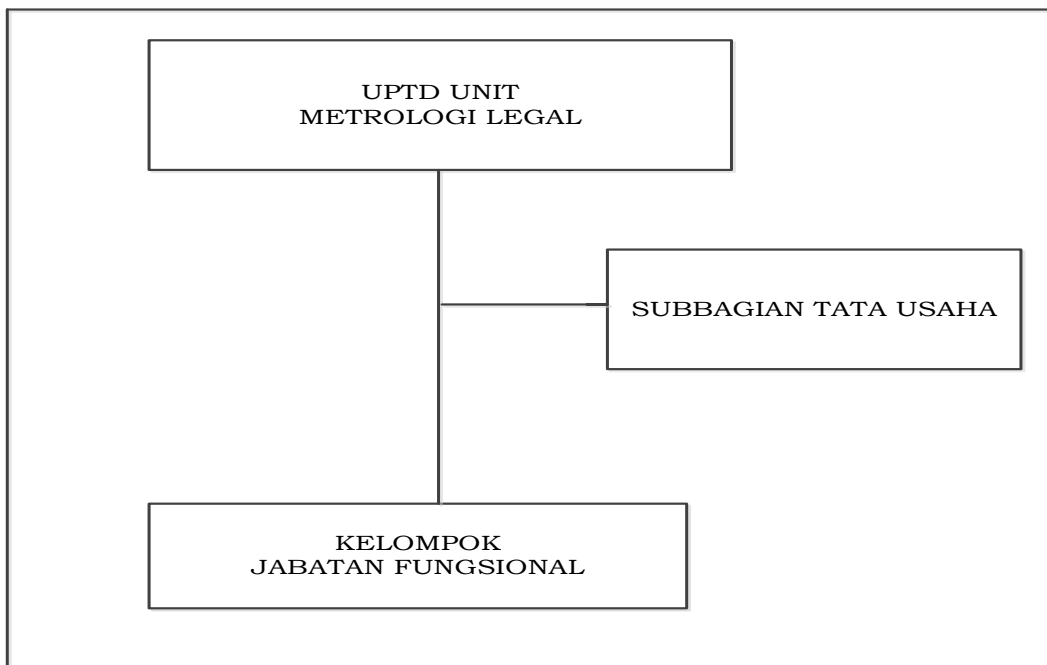 UPTD UNIT
METROLOGI LEGAL
SUBBAGIAN TATA USAHA
KELOMPOK
JABATAN FUNGSIONAL